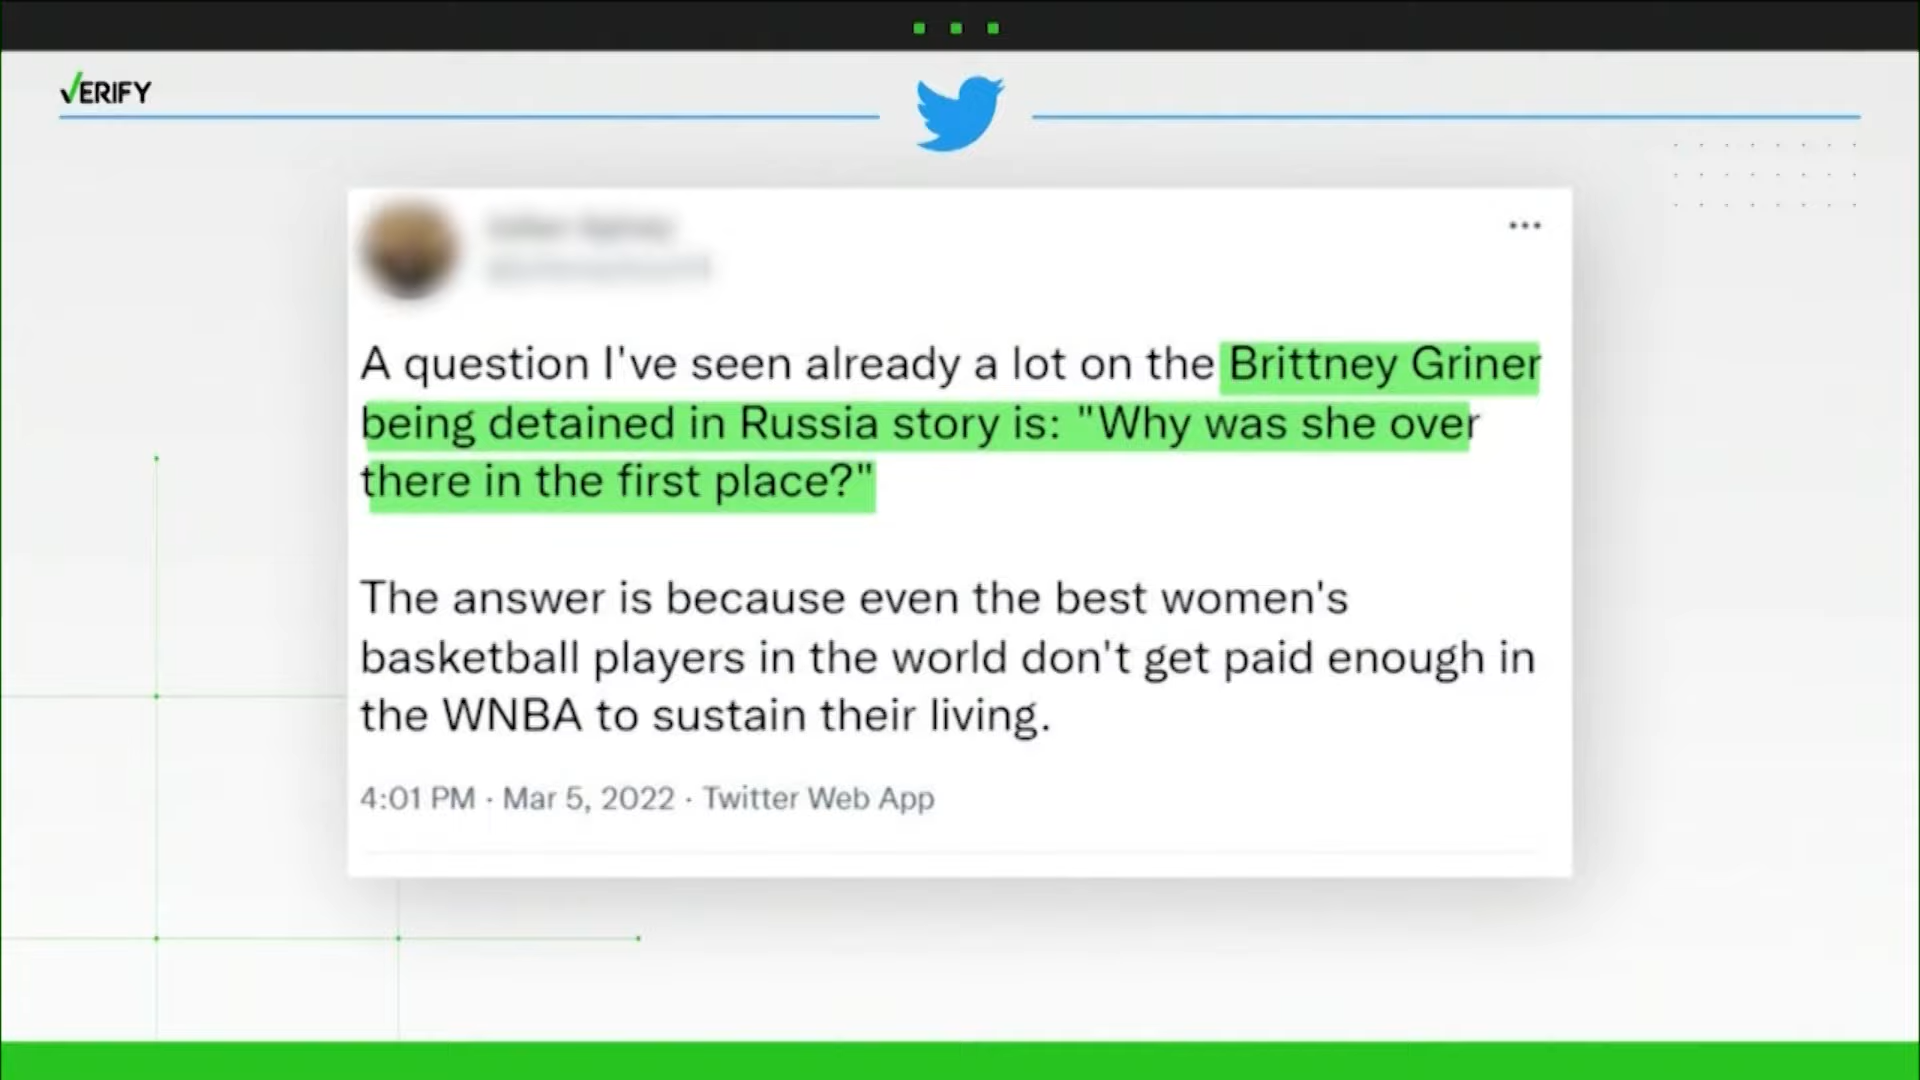 VERIFY
A question I've seen already a lot on the Brittney Griner
being detained in Russia story is: "Why was she over
there in the first place?"
The answer is because even the best women's
basketball players in the world don't get paid enough in
the WNBA to sustain their living.
4:01 PM · Mar 5, 2022 · Twitter Web App